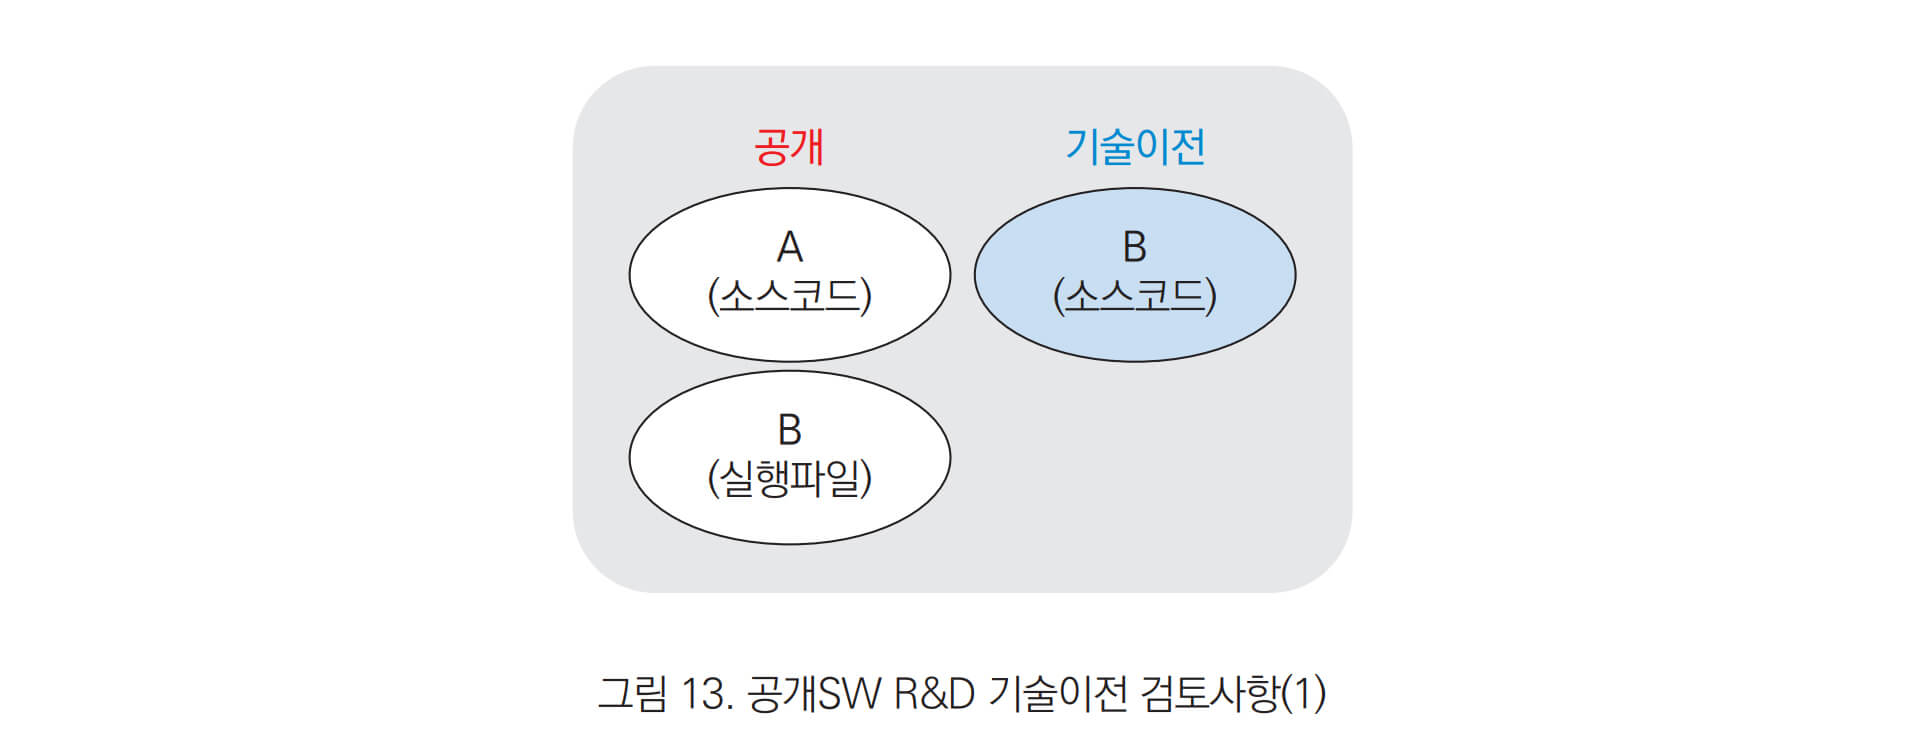 공개
기술이전
A
(소스코드)
B
(소스코드)
B
(실행파일)
그림 13. 공개SW R&D 기술이전 검토사항(1)